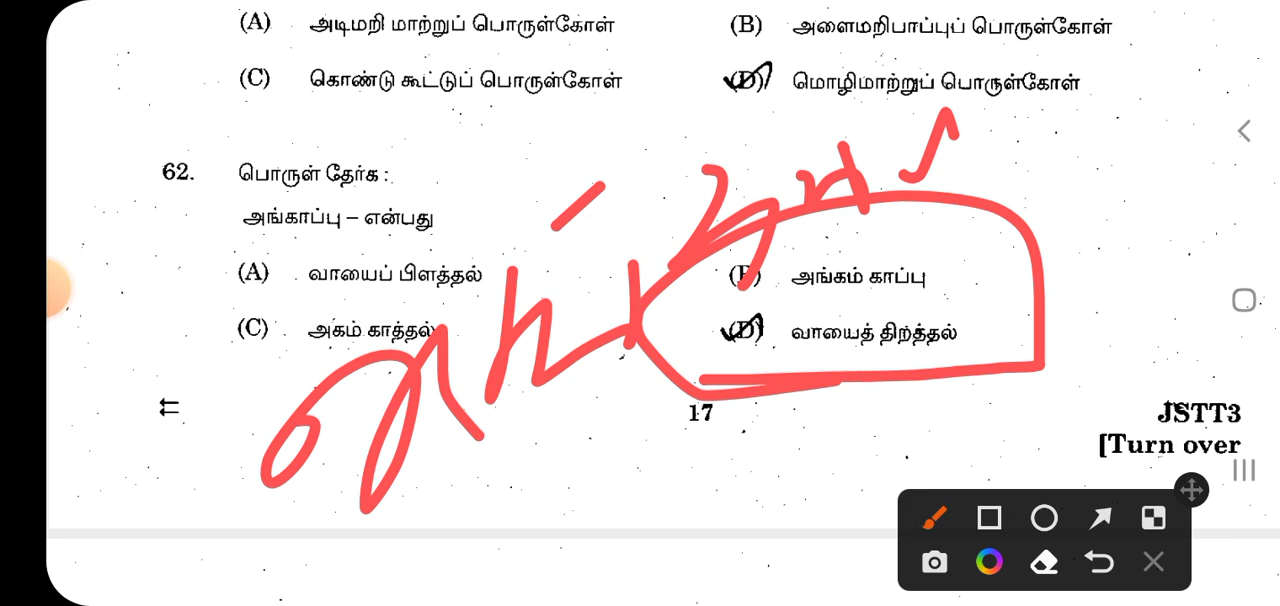 (A) அடிமறி மாற்றுப் பொருள்கோள் (B) அளைமறிபாப்புப் பொருள்கோள்
(C) கொண்டு கூட்டுப் பொருள்கோள் (D) மொழிமாற்றுப் பொருள்கோள்
62. பொருள் தேர்க :
அங்காப்பு – என்பது
(A) வாயைப் பிளத்தல் (B) அங்கம் காப்பு
(C) அகம் காத்தல் (D) வாயைத் திறத்தல்
⇇ 17 JSTT3
[Turn over